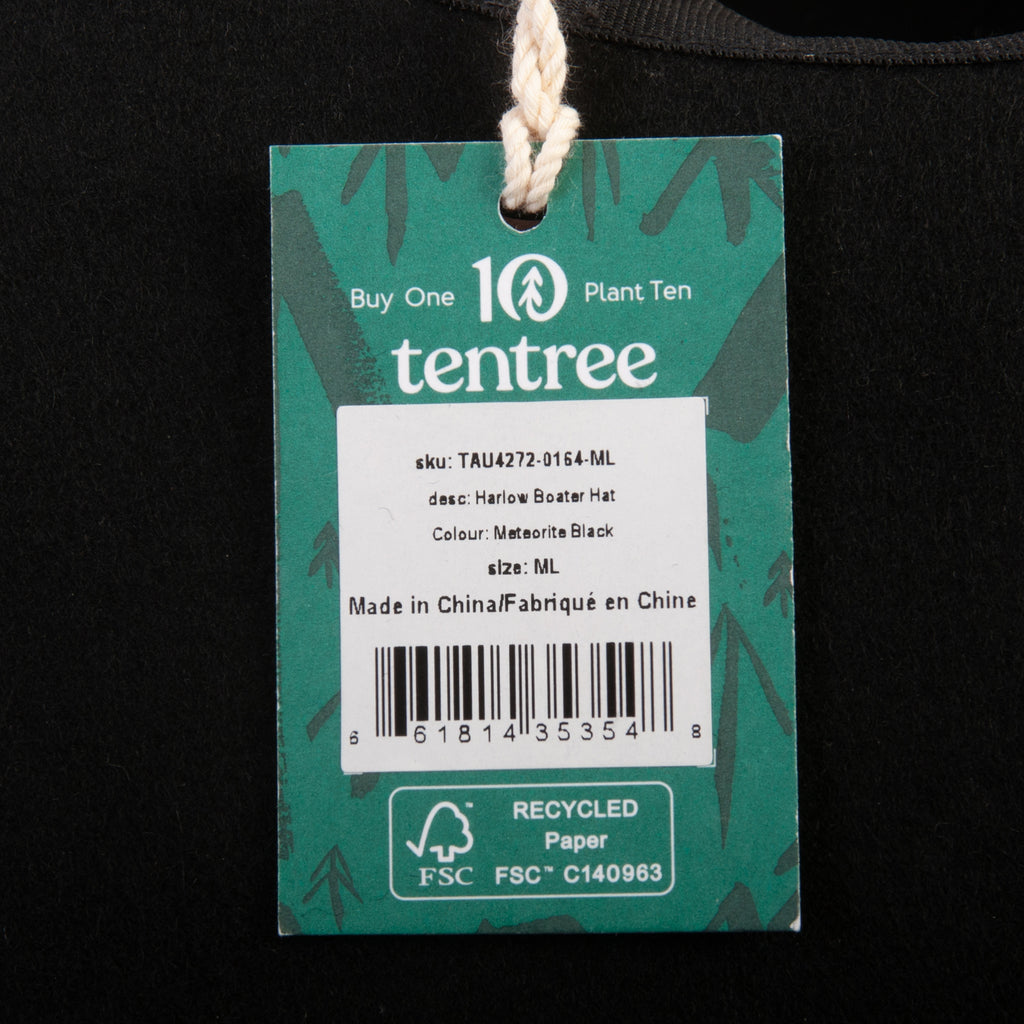 Buy One 10 Plant Ten
tentree
sku: TAU4272-0164-ML
desc: Harlow Boater Hat
Colour: Meteorite Black
size: ML
Made in China/Fabriqué en Chine
6 61814 35354 8
RECYCLED
Paper
FSC FSC™ C140963